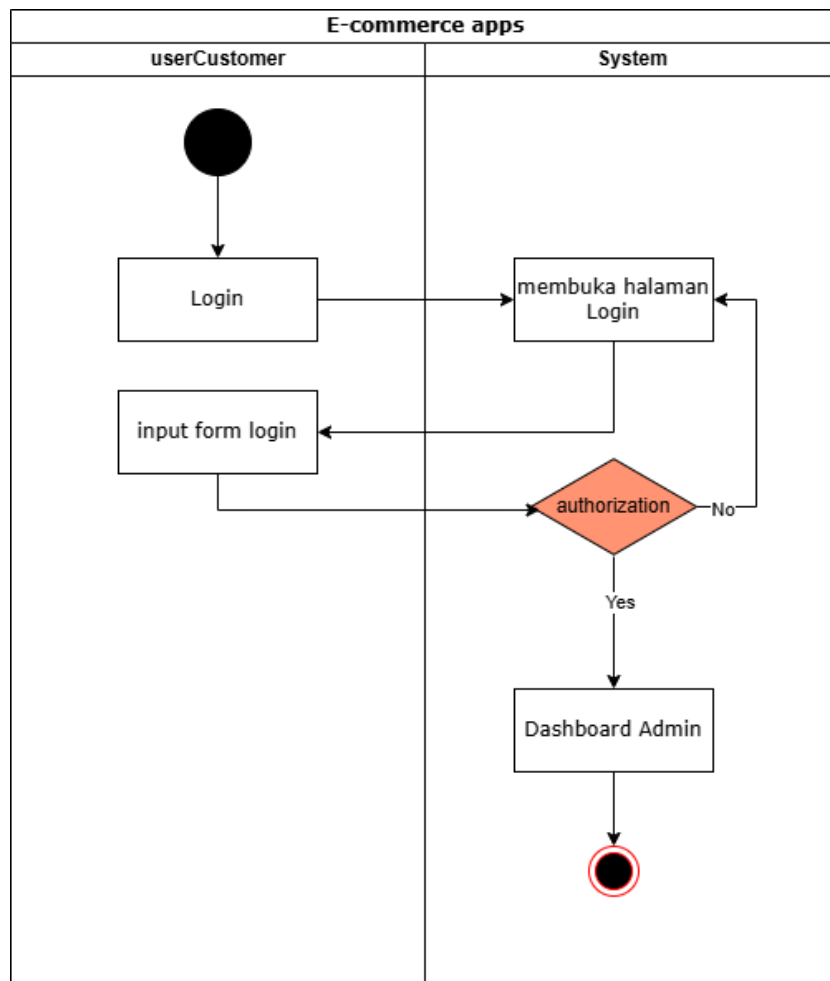 E-commerce apps
userCustomer
System
Login
membuka halaman
Login
input form login
authorization
No
Yes
Dashboard Admin